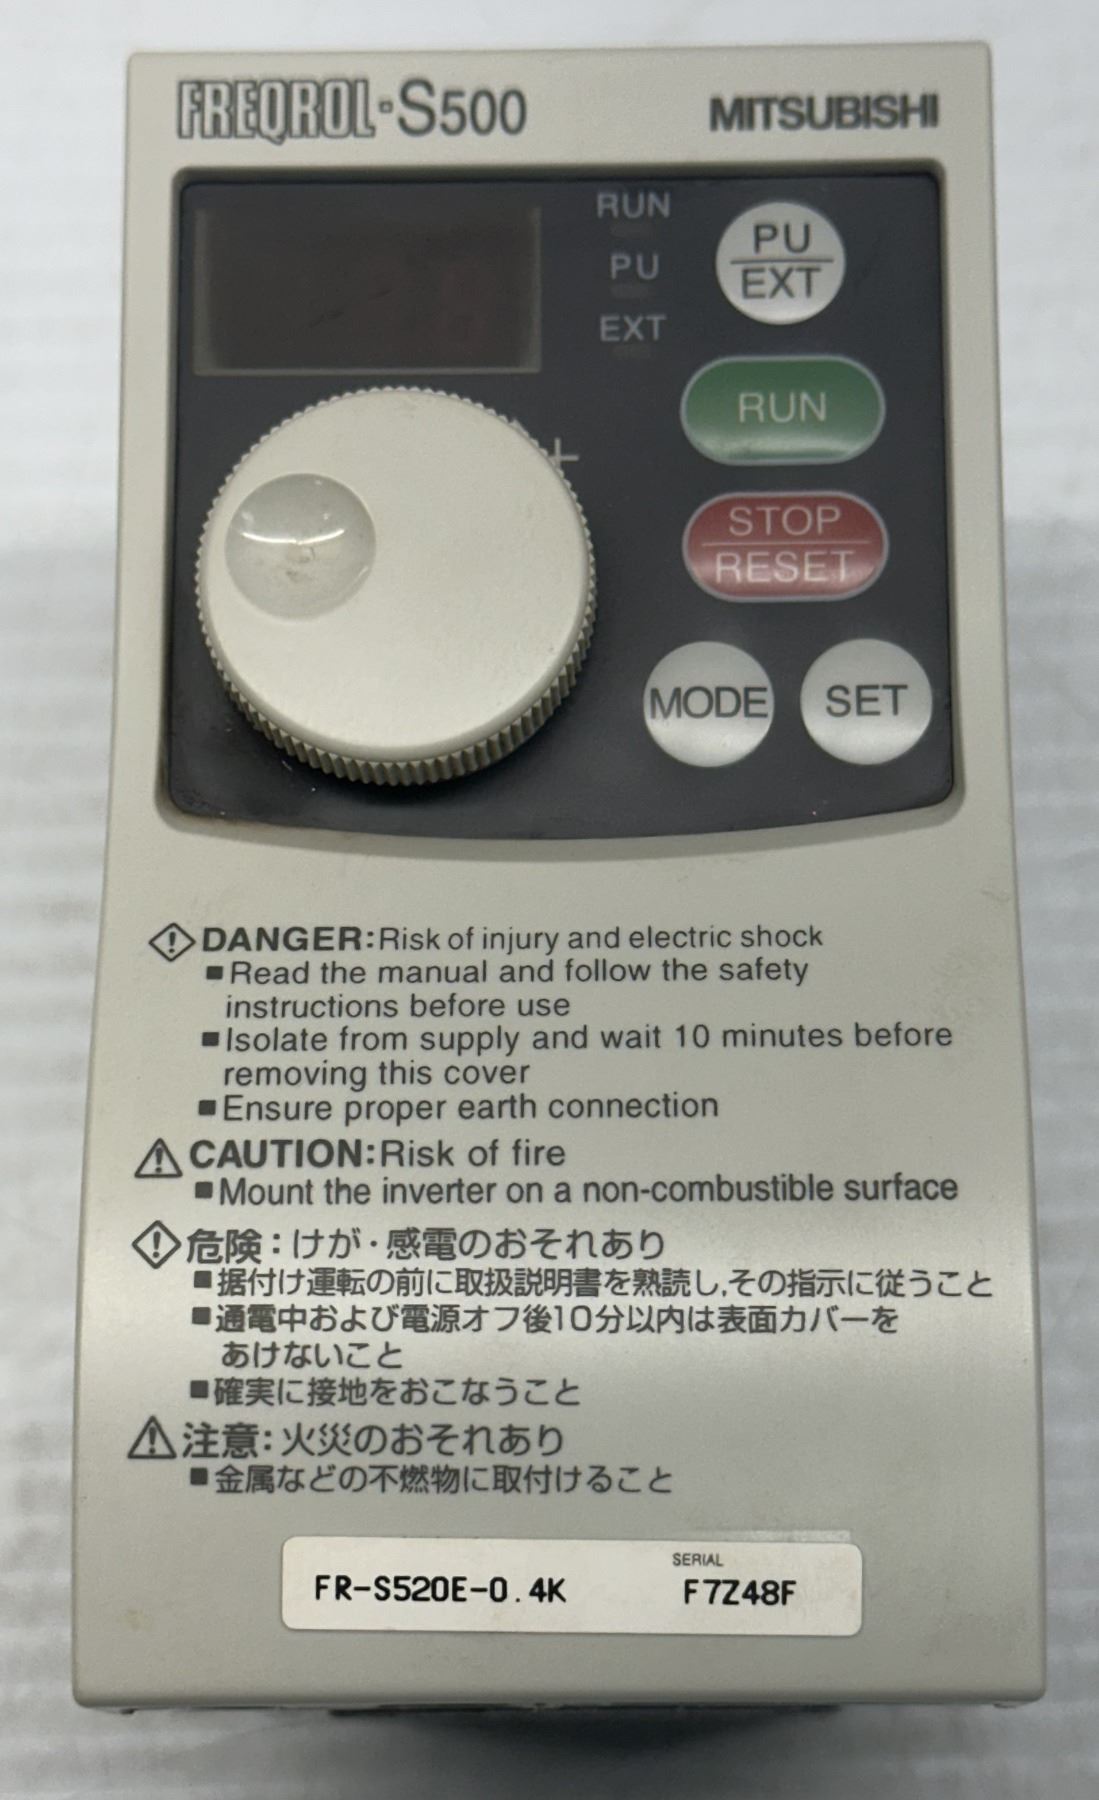 FREQROL-S500 MITSUBISHI
RUN
PU
EXT
PU
EXT
RUN
STOP
RESET
MODE SET
DANGER:Risk of injury and electric shock
■Read the manual and follow the safety
instructions before use
■Isolate from supply and wait 10 minutes before
removing this cover
■Ensure proper earth connection
CAUTION:Risk of fire
■Mount the inverter on a non-combustible surface
危険：けが・感電のおそれあり
■据付け運転の前に取扱説明書を熟読し,その指示に従うこと
■通電中および電源オフ後10分以内は表面カバーを
あけないこと
■確実に接地をおこなうこと
注意：火災のおそれあり
■金属などの不燃物に取付けること
SERIAL
FR-S520E-0.4K F7Z48F